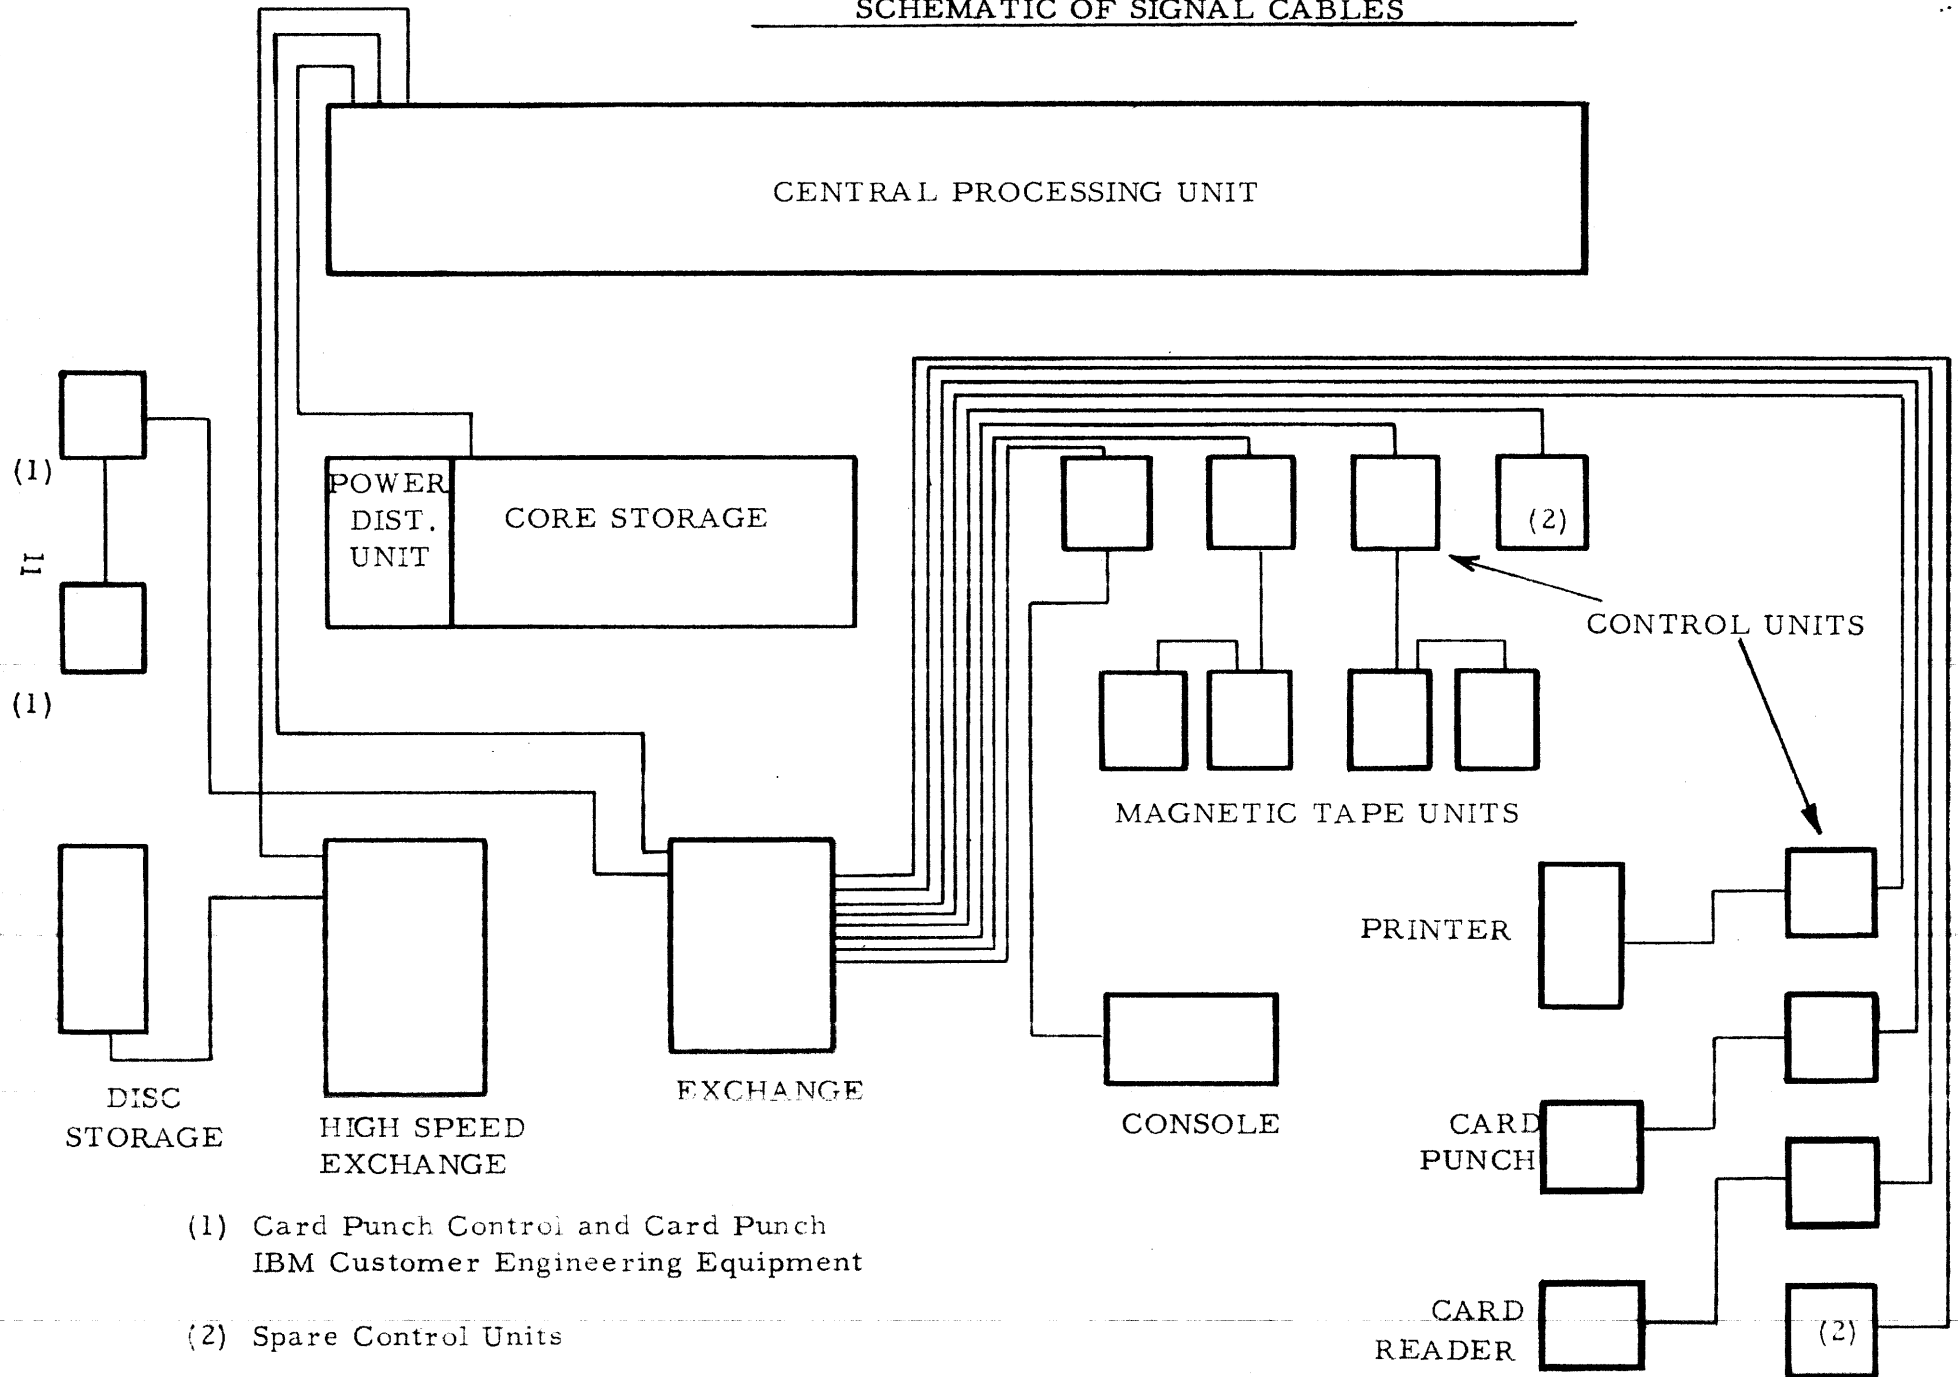 SCHEMATIC OF SIGNAL CABLES
CENTRAL PROCESSING UNIT
(1)
POWER
DIST.
UNIT
CORE STORAGE
(2)
11
CONTROL UNITS
(1)
MAGNETIC TAPE UNITS
PRINTER
DISC
STORAGE
HIGH SPEED
EXCHANGE
EXCHANGE
CONSOLE
CARD
PUNCH
(1) Card Punch Control and Card Punch
IBM Customer Engineering Equipment
(2) Spare Control Units
CARD
READER
(2)